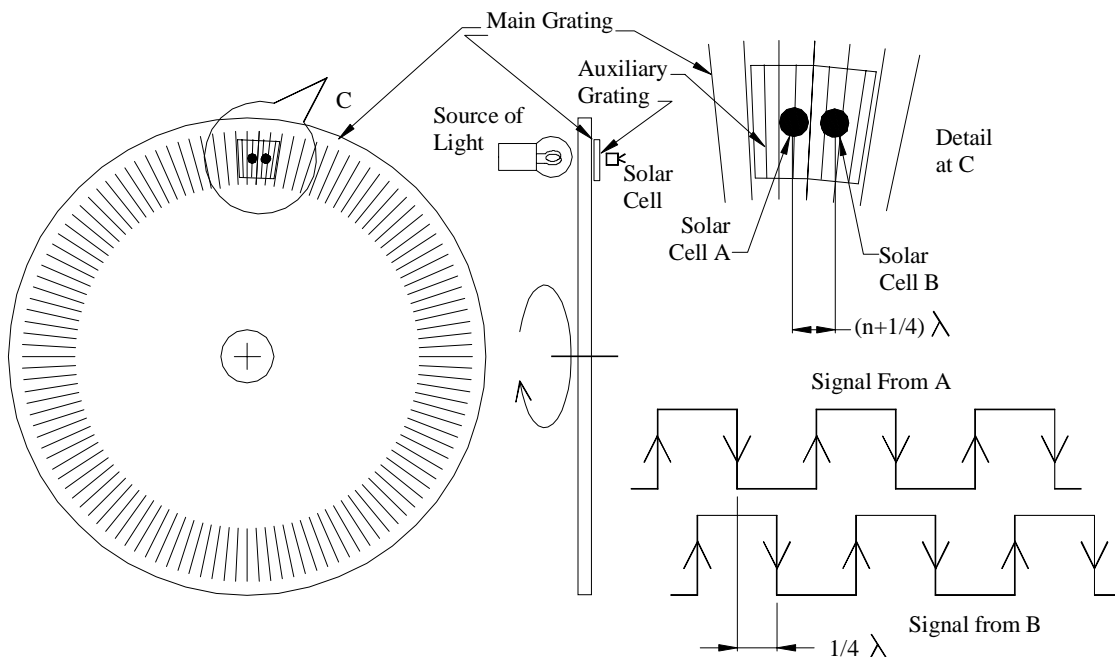 Main Grating
C
Source of
Light
Auxiliary
Grating
Solar
Cell
Detail
at C
Solar
Cell A
Solar
Cell B
(n+1/4) λ
Signal From A
Signal from B
1/4 λ